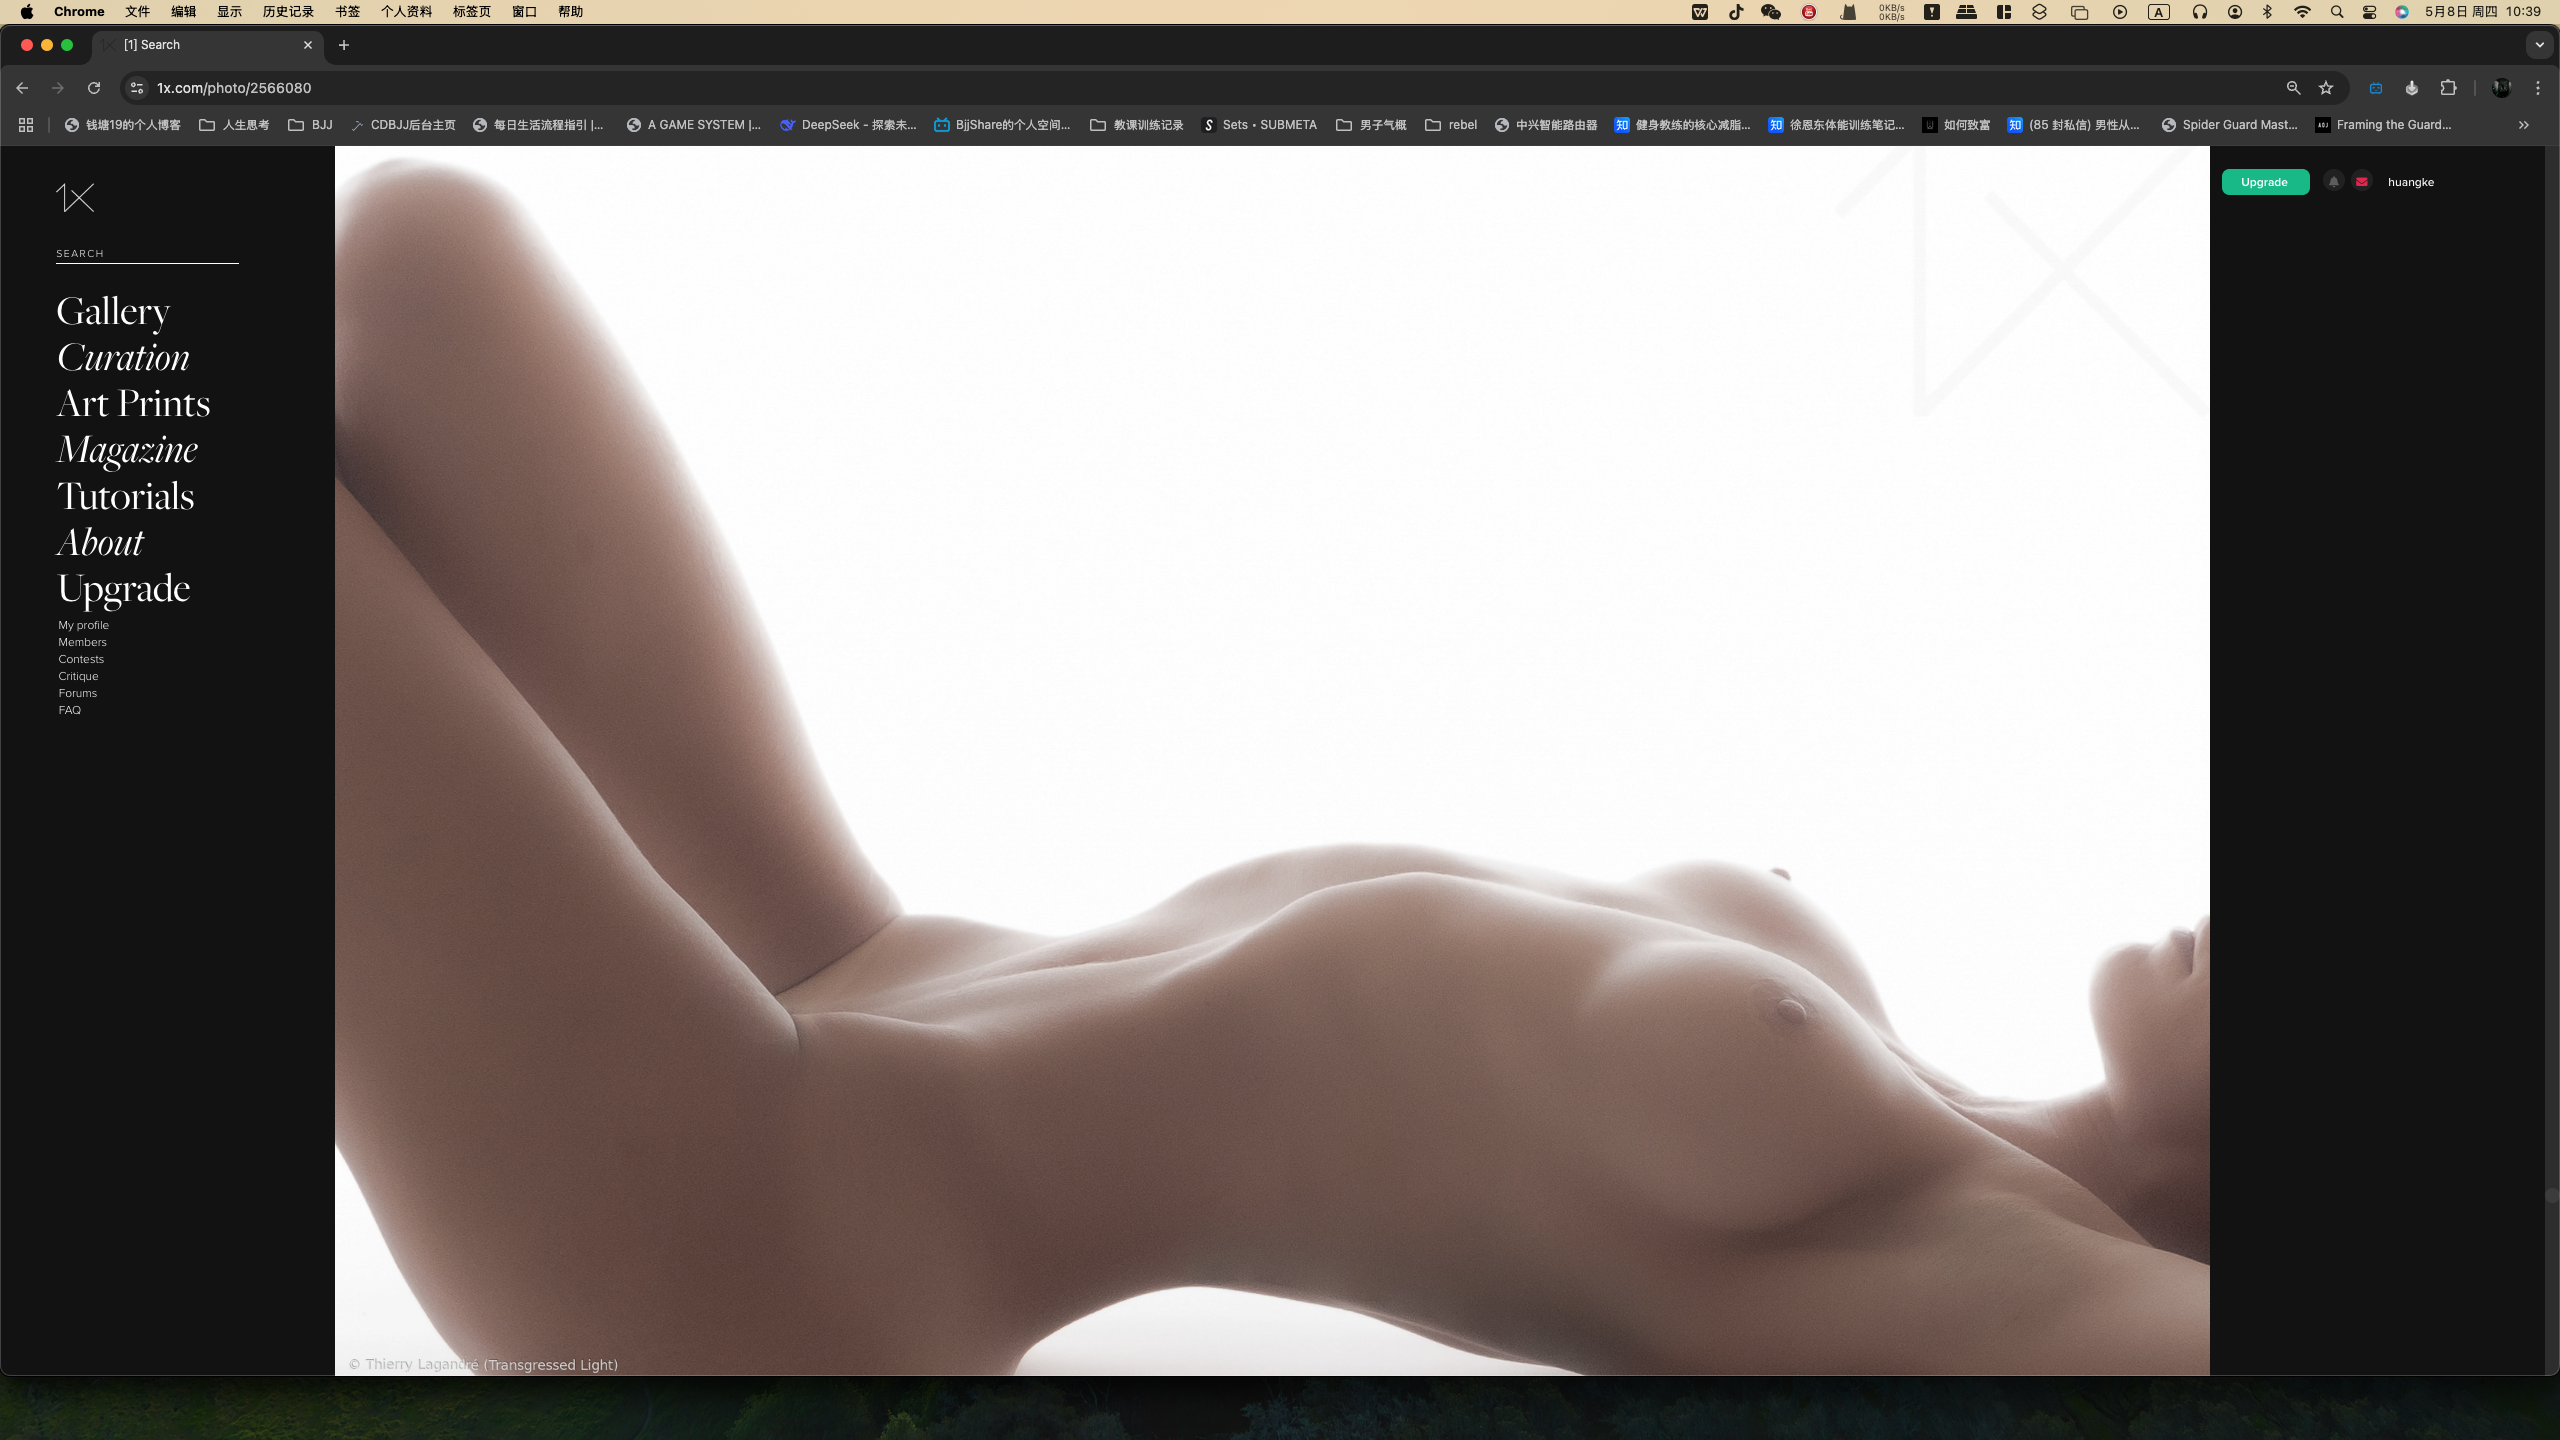 Chrome 文件 编辑 显示 历史记录 书签 个人资料 标签页 窗口 帮助 0KB/s 0KB/s A 5月8日 周四 10:39
[1] Search
1x.com/photo/2566080
钱塘19的个人博客 人生思考 BJJ CDBJJ后台主页 每日生活流程指引 |... A GAME SYSTEM |... DeepSeek - 探索未... BjjShare的个人空间... 教课训练记录 Sets • SUBMETA 男子气概 rebel 中兴智能路由器 知 健身教练的核心减脂... 知 徐恩东体能训练笔记... 如何致富 知 (85 封私信) 男性从... Spider Guard Mast... AOJ Framing the Guard...
1X
Upgrade huangke
SEARCH
Gallery
Curation
Art Prints
Magazine
Tutorials
About
Upgrade
My profile
Members
Contests
Critique
Forums
FAQ
© Thierry Lagandré (Transgressed Light)